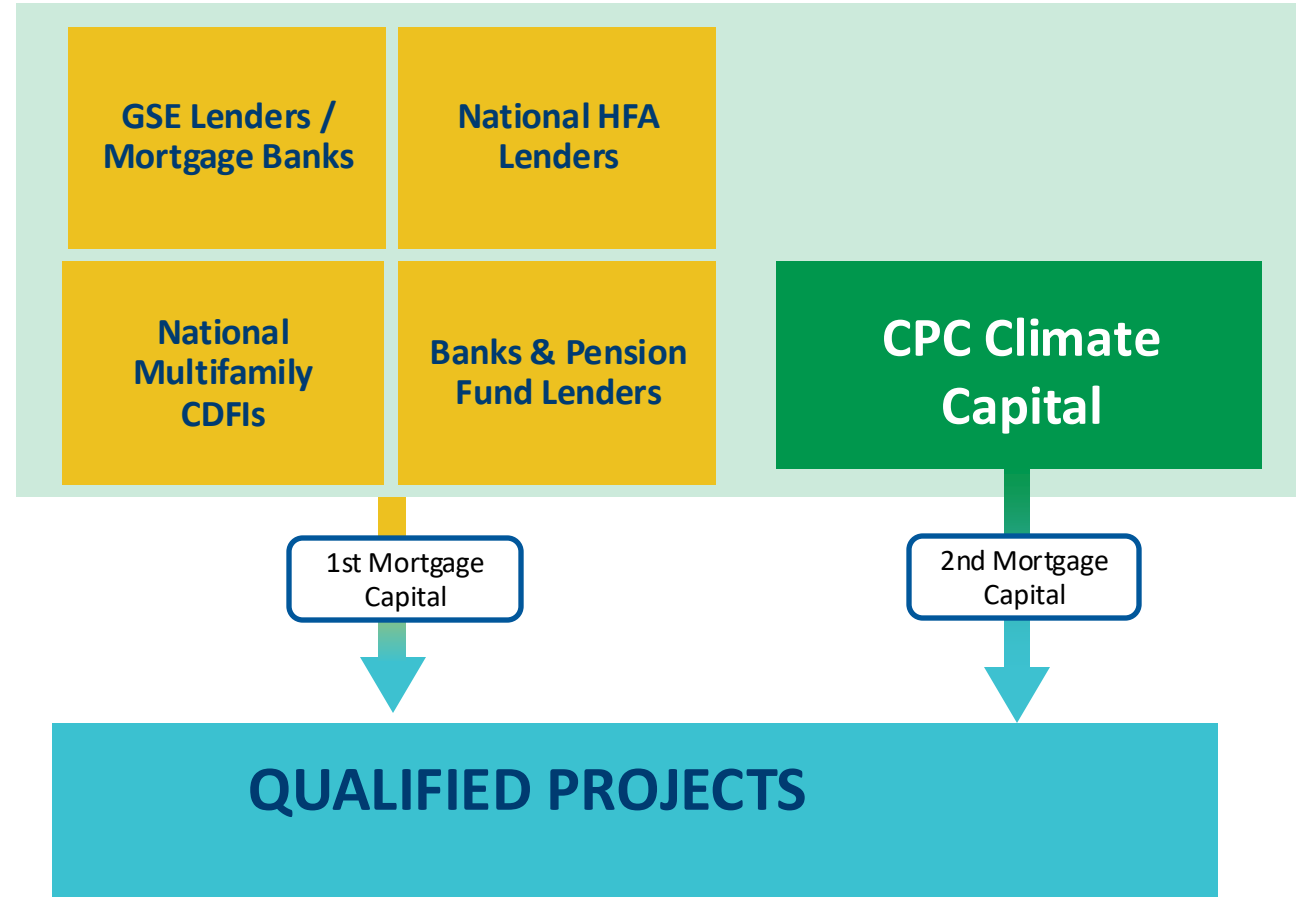 GSE Lenders /
Mortgage Banks
National HFA
Lenders
National
Multifamily
CDFIs
Banks & Pension
Fund Lenders
CPC Climate
Capital
1st Mortgage
Capital
2nd Mortgage
Capital
QUALIFIED PROJECTS